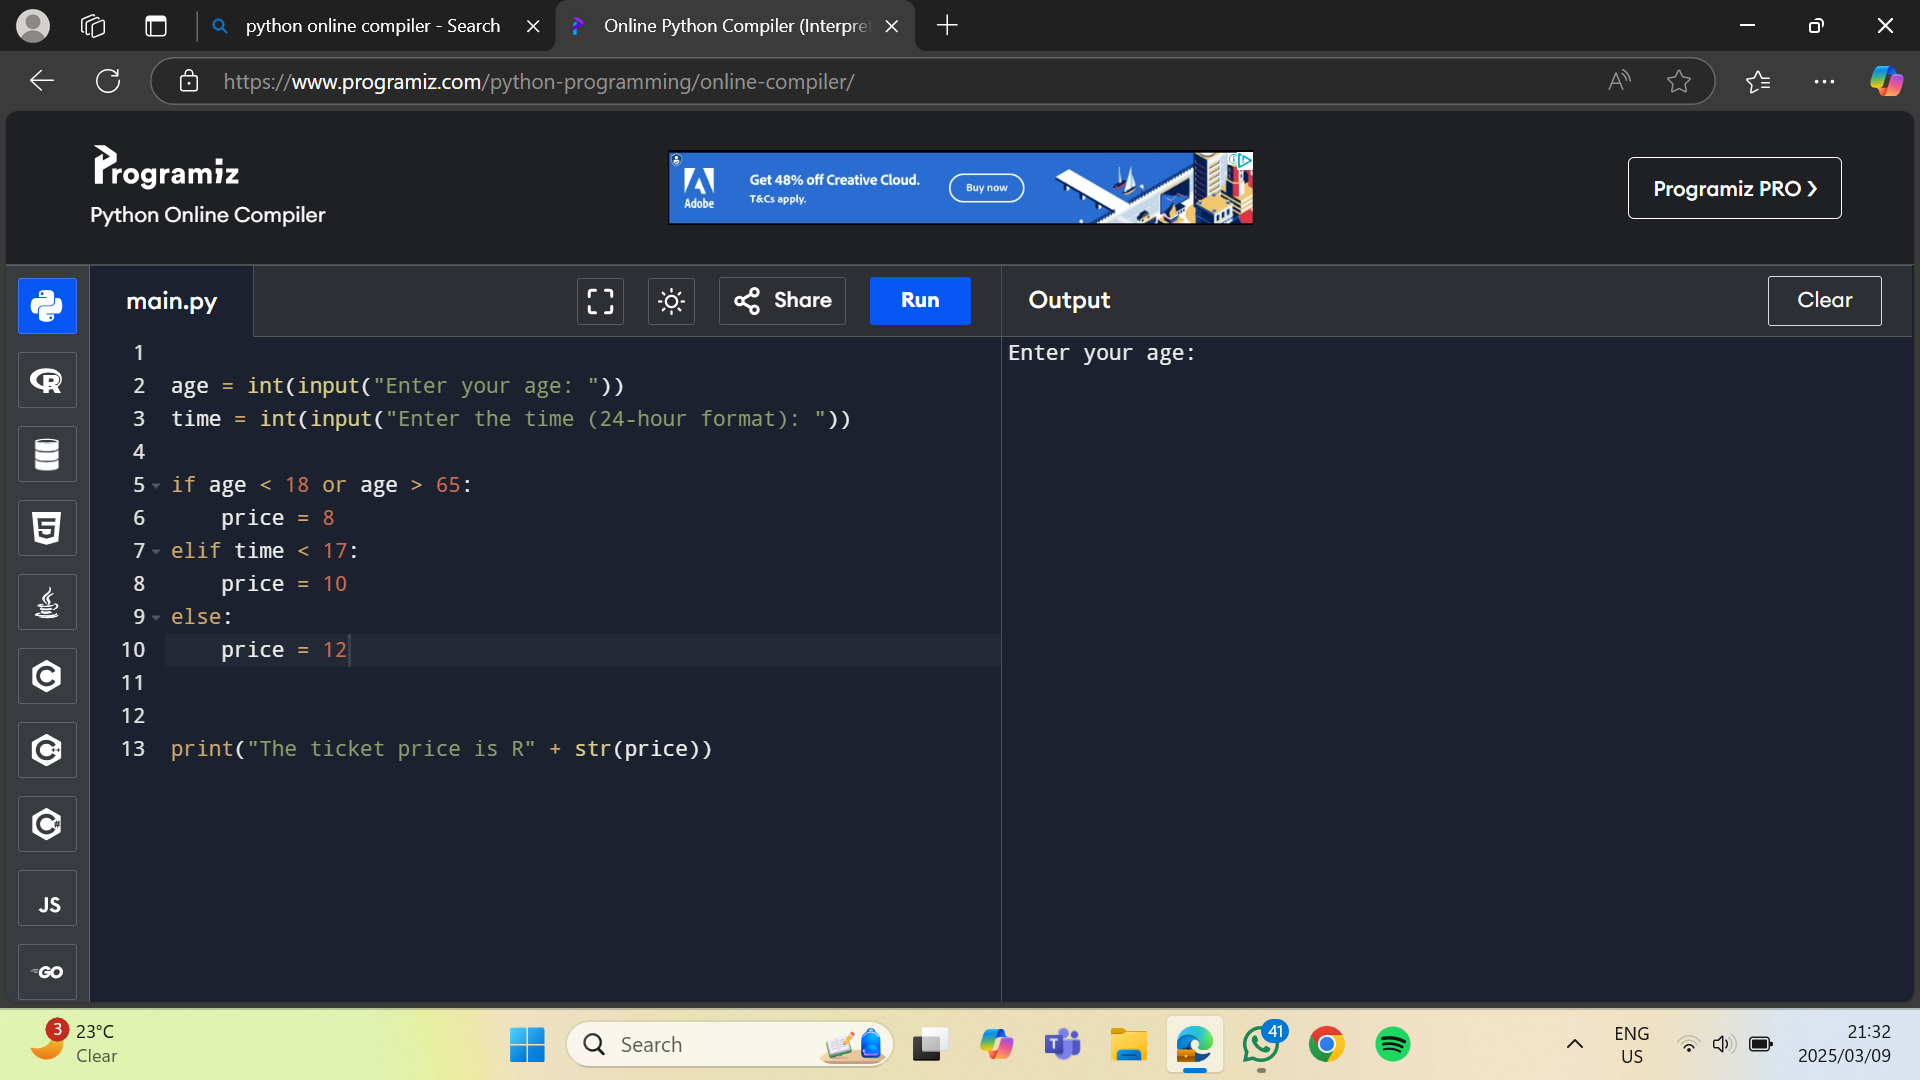 python online compiler - Search
Online Python Compiler (Interpre
https://www.programiz.com/python-programming/online-compiler/
Programiz
Python Online Compiler
Adobe
Get 48% off Creative Cloud.
T&Cs apply.
Buy now
Programiz PRO ❯
main.py
Share
Run
Output
Clear
1
2 age = int(input("Enter your age: "))
3 time = int(input("Enter the time (24-hour format): "))
4
5 if age < 18 or age > 65:
6     price = 8
7 elif time < 17:
8     price = 10
9 else:
10     price = 12
11
12
13 print("The ticket price is R" + str(price))
Enter your age:
R
5
C
C++
C#
JS
GO
3
23°C
Clear
Search
T
41
ENG
US
21:32
2025/03/09